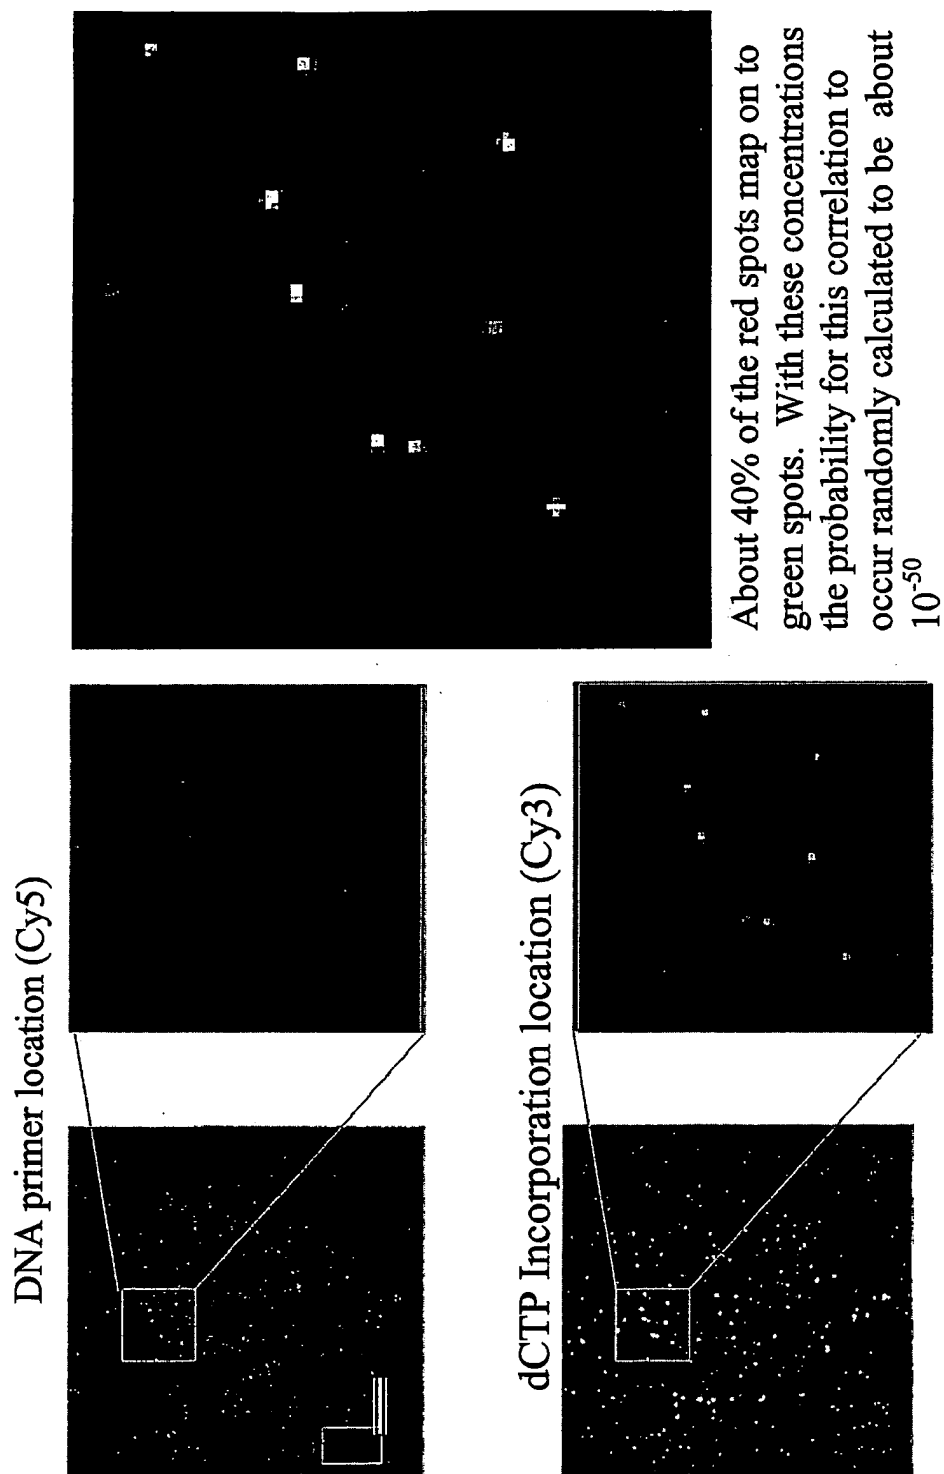 DNA primer location (Cy5)
dCTP Incorporation location (Cy3)
About 40% of the red spots map on to
green spots. With these concentrations
the probability for this correlation to
occur randomly calculated to be about
10⁻⁵⁰